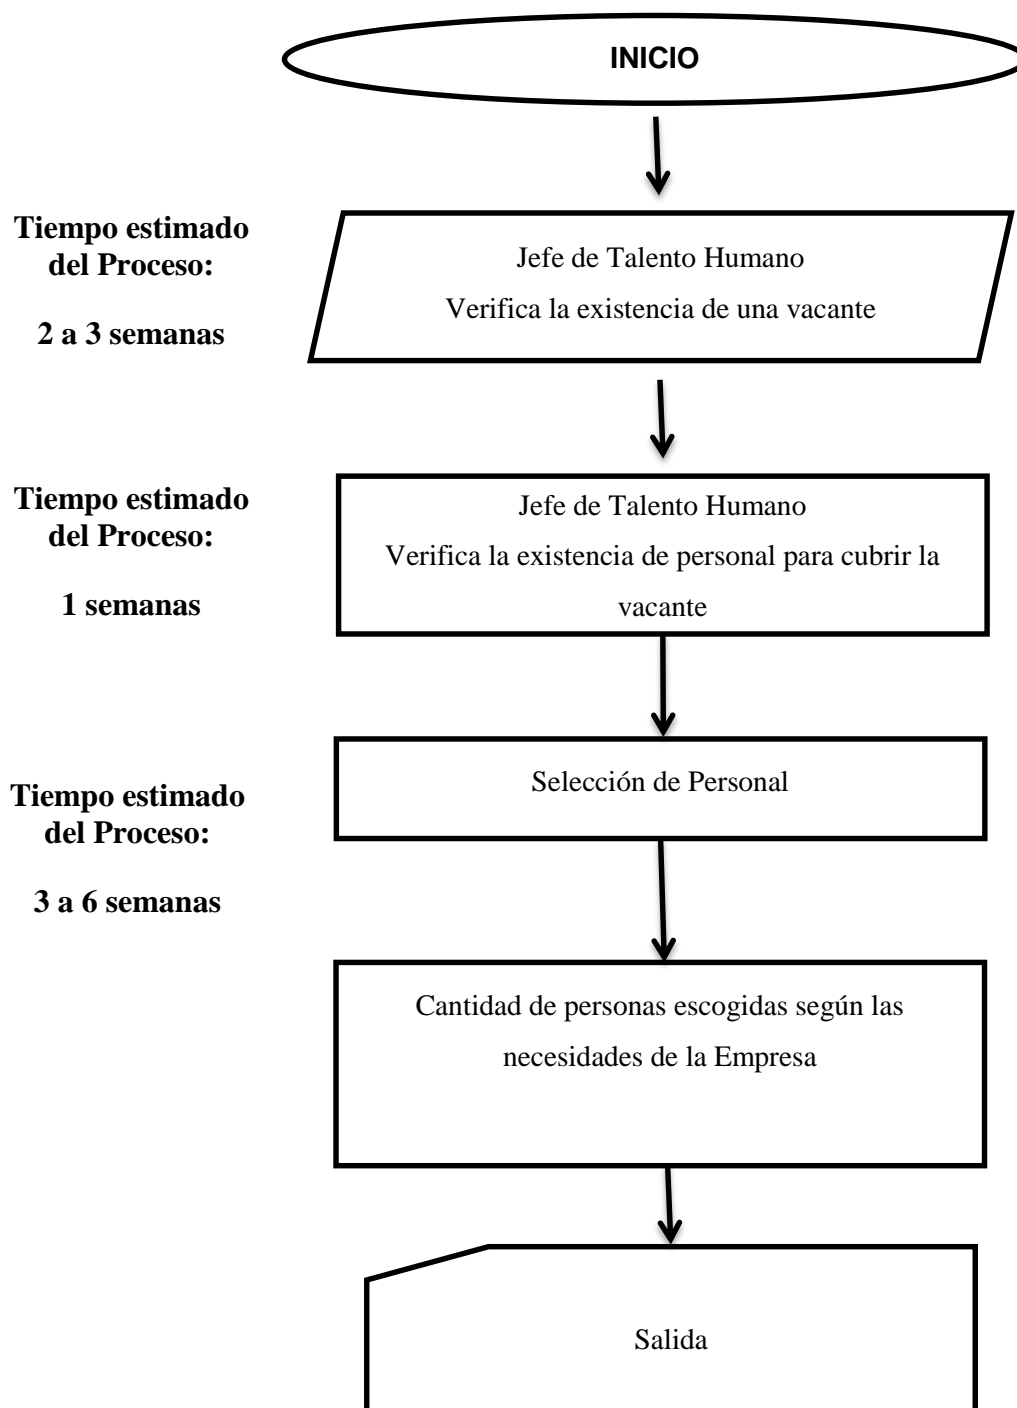 INICIO
Tiempo estimado
del Proceso:
2 a 3 semanas
Jefe de Talento Humano
Verifica la existencia de una vacante
Tiempo estimado
del Proceso:
1 semanas
Jefe de Talento Humano
Verifica la existencia de personal para cubrir la
vacante
Selección de Personal
Tiempo estimado
del Proceso:
3 a 6 semanas
Cantidad de personas escogidas según las
necesidades de la Empresa
Salida